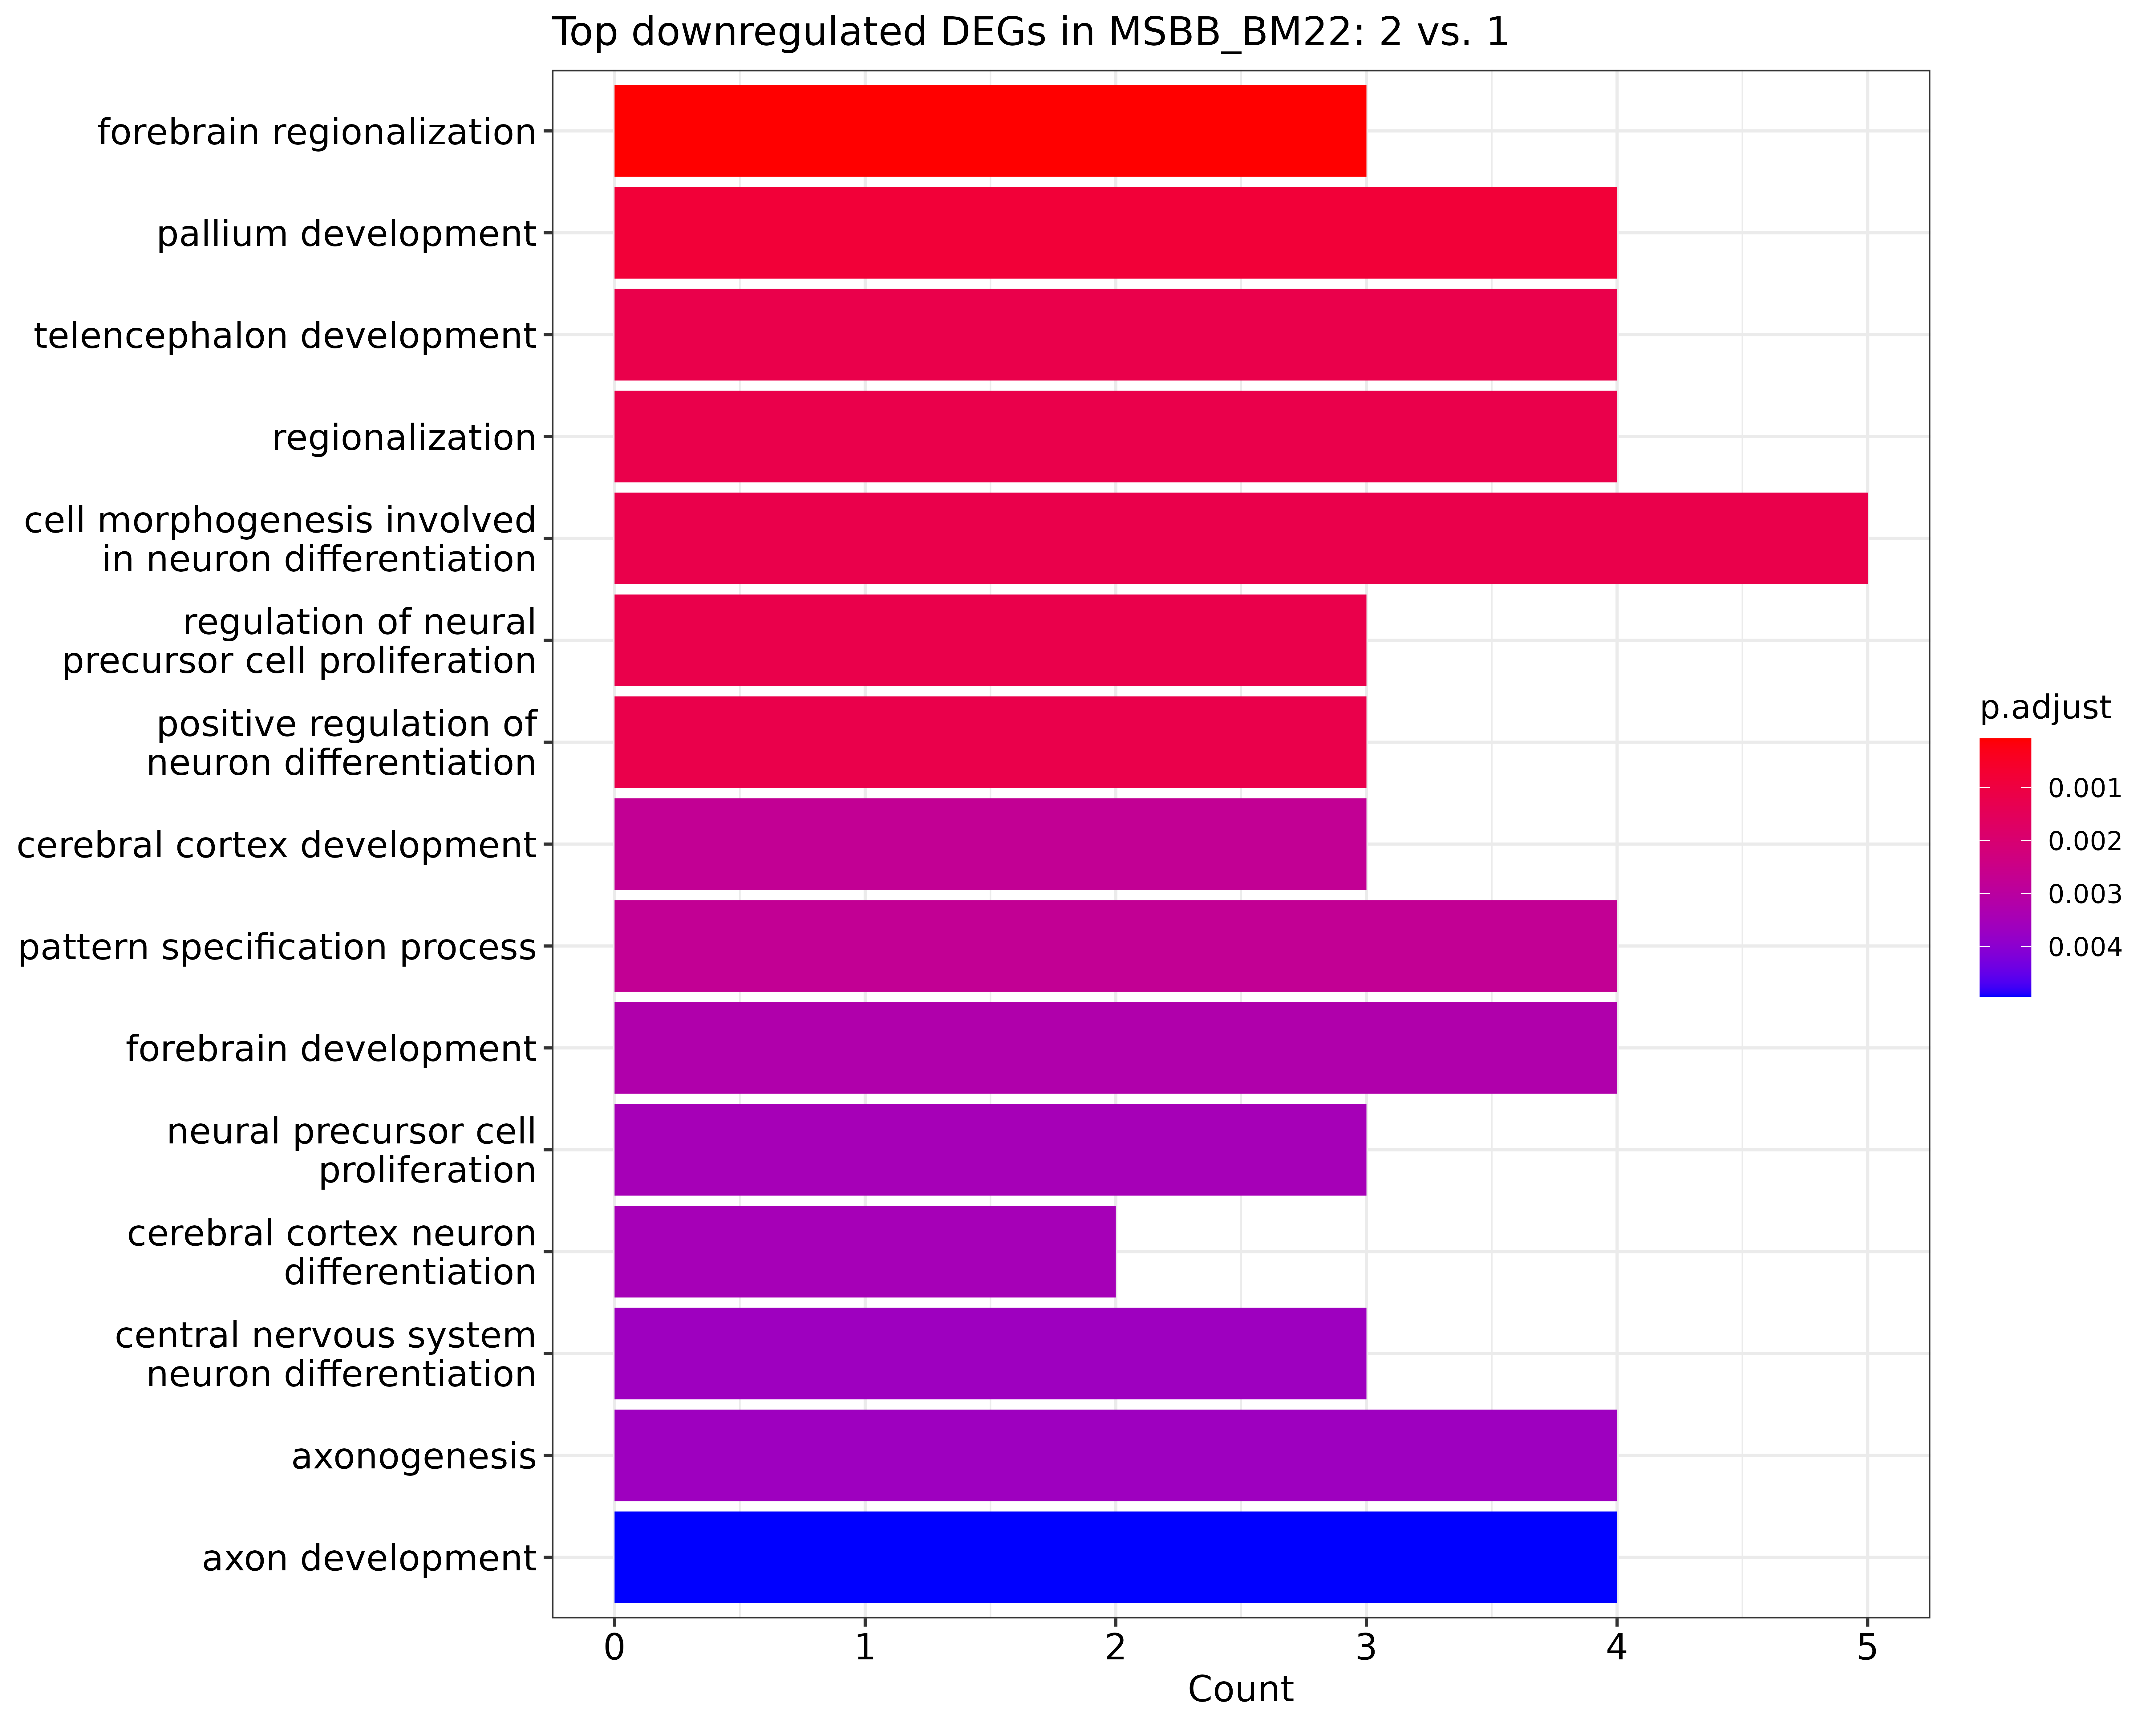 Top downregulated DEGs in MSBB_BM22: 2 vs. 1
forebrain regionalization
pallium development
telencephalon development
regionalization
cell morphogenesis involved
in neuron differentiation
regulation of neural
precursor cell proliferation
positive regulation of
neuron differentiation
cerebral cortex development
pattern specification process
forebrain development
neural precursor cell
proliferation
cerebral cortex neuron
differentiation
central nervous system
neuron differentiation
axonogenesis
axon development
0 1 2 3 4 5
Count
p.adjust
0.001
0.002
0.003
0.004